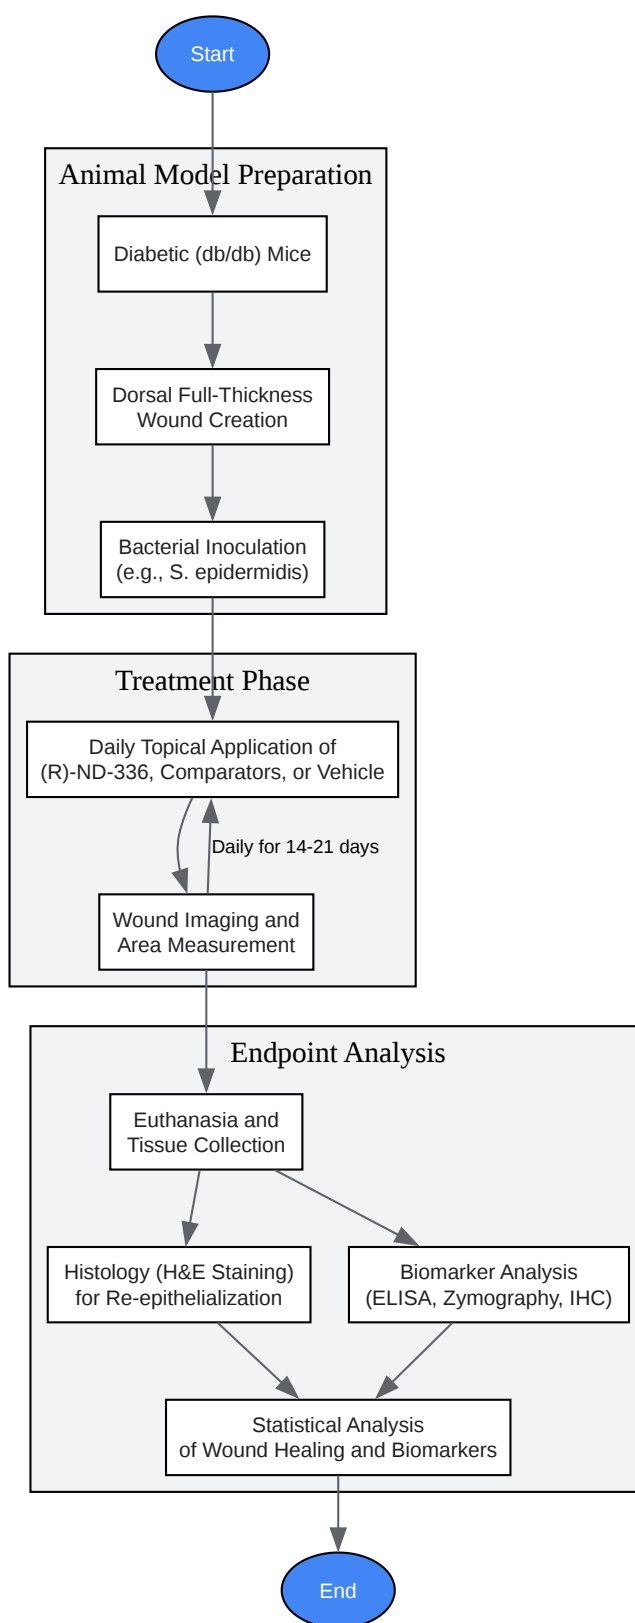 Start
Animal Model Preparation
Diabetic (db/db) Mice
Dorsal Full-Thickness
Wound Creation
Bacterial Inoculation
(e.g., S. epidermidis)
Treatment Phase
Daily Topical Application of
(R)-ND-336, Comparators, or Vehicle
Daily for 14-21 days
Wound Imaging and
Area Measurement
Endpoint Analysis
Euthanasia and
Tissue Collection
Histology (H&E Staining)
for Re-epithelialization
Biomarker Analysis
(ELISA, Zymography, IHC)
Statistical Analysis
of Wound Healing and Biomarkers
End